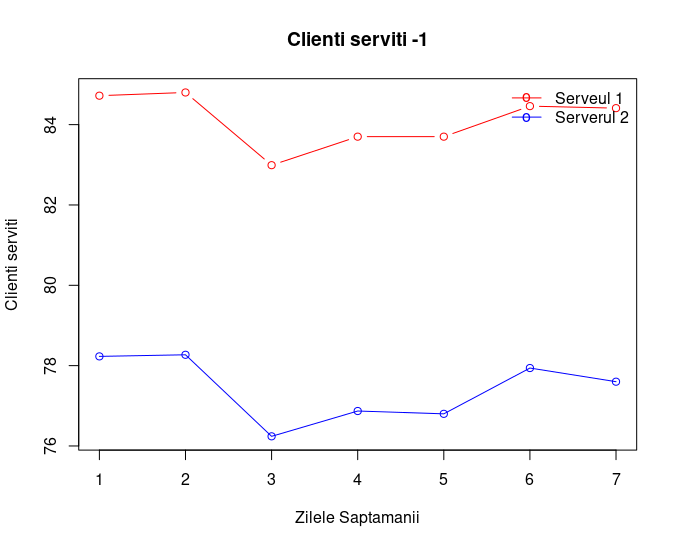 Clienti serviti -1
Serveul 1
Serverul 2
84
82
80
78
76
Clienti serviti
1 2 3 4 5 6 7
Zilele Saptamanii